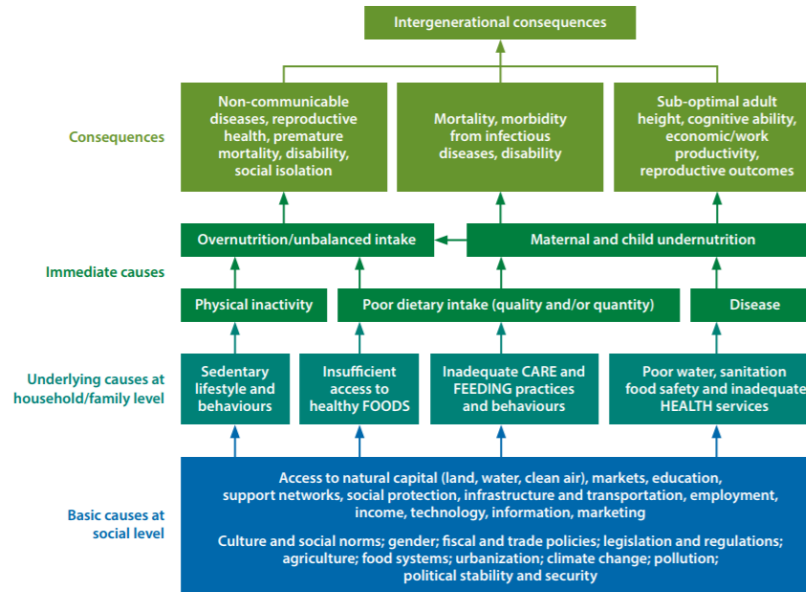 Intergenerational consequences
Consequences
Non-communicable
diseases, reproductive
health, premature
mortality, disability,
social isolation
Mortality, morbidity
from infectious
diseases, disability
Sub-optimal adult
height, cognitive ability,
economic/work
productivity,
reproductive outcomes
Immediate causes
Overnutrition/unbalanced intake
Maternal and child undernutrition
Physical inactivity
Poor dietary intake (quality and/or quantity)
Disease
Underlying causes at
household/family level
Sedentary
lifestyle and
behaviours
Insufficient
access to
healthy FOODS
Inadequate CARE and
FEEDING practices
and behaviours
Poor water, sanitation
food safety and inadequate
HEALTH services
Basic causes at
social level
Access to natural capital (land, water, clean air), markets, education,
support networks, social protection, infrastructure and transportation, employment,
income, technology, information, marketing
Culture and social norms; gender; fiscal and trade policies; legislation and regulations;
agriculture; food systems; urbanization; climate change; pollution;
political stability and security